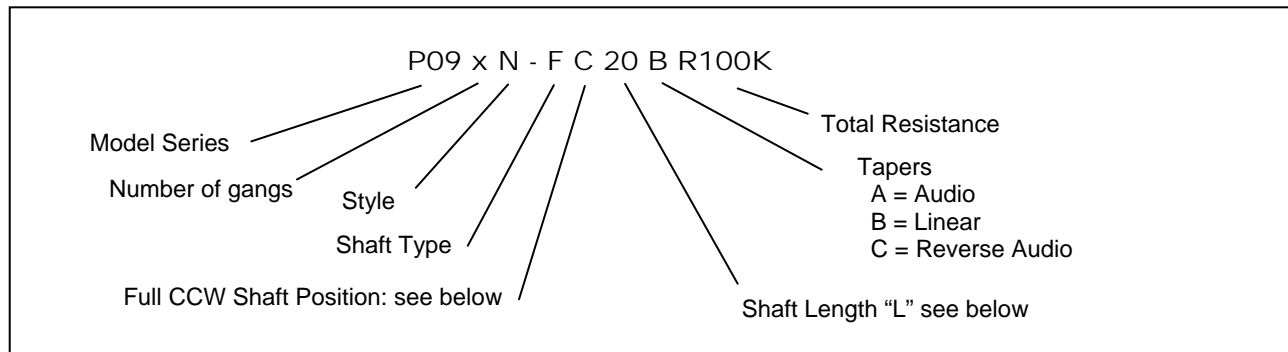 P09 x N - F C 20 B R100K
Total Resistance
Model Series
Tapers
Number of gangs
A = Audio
Style
B = Linear
Shaft Type
C = Reverse Audio
Full CCW Shaft Position: see below
Shaft Length “L” see below